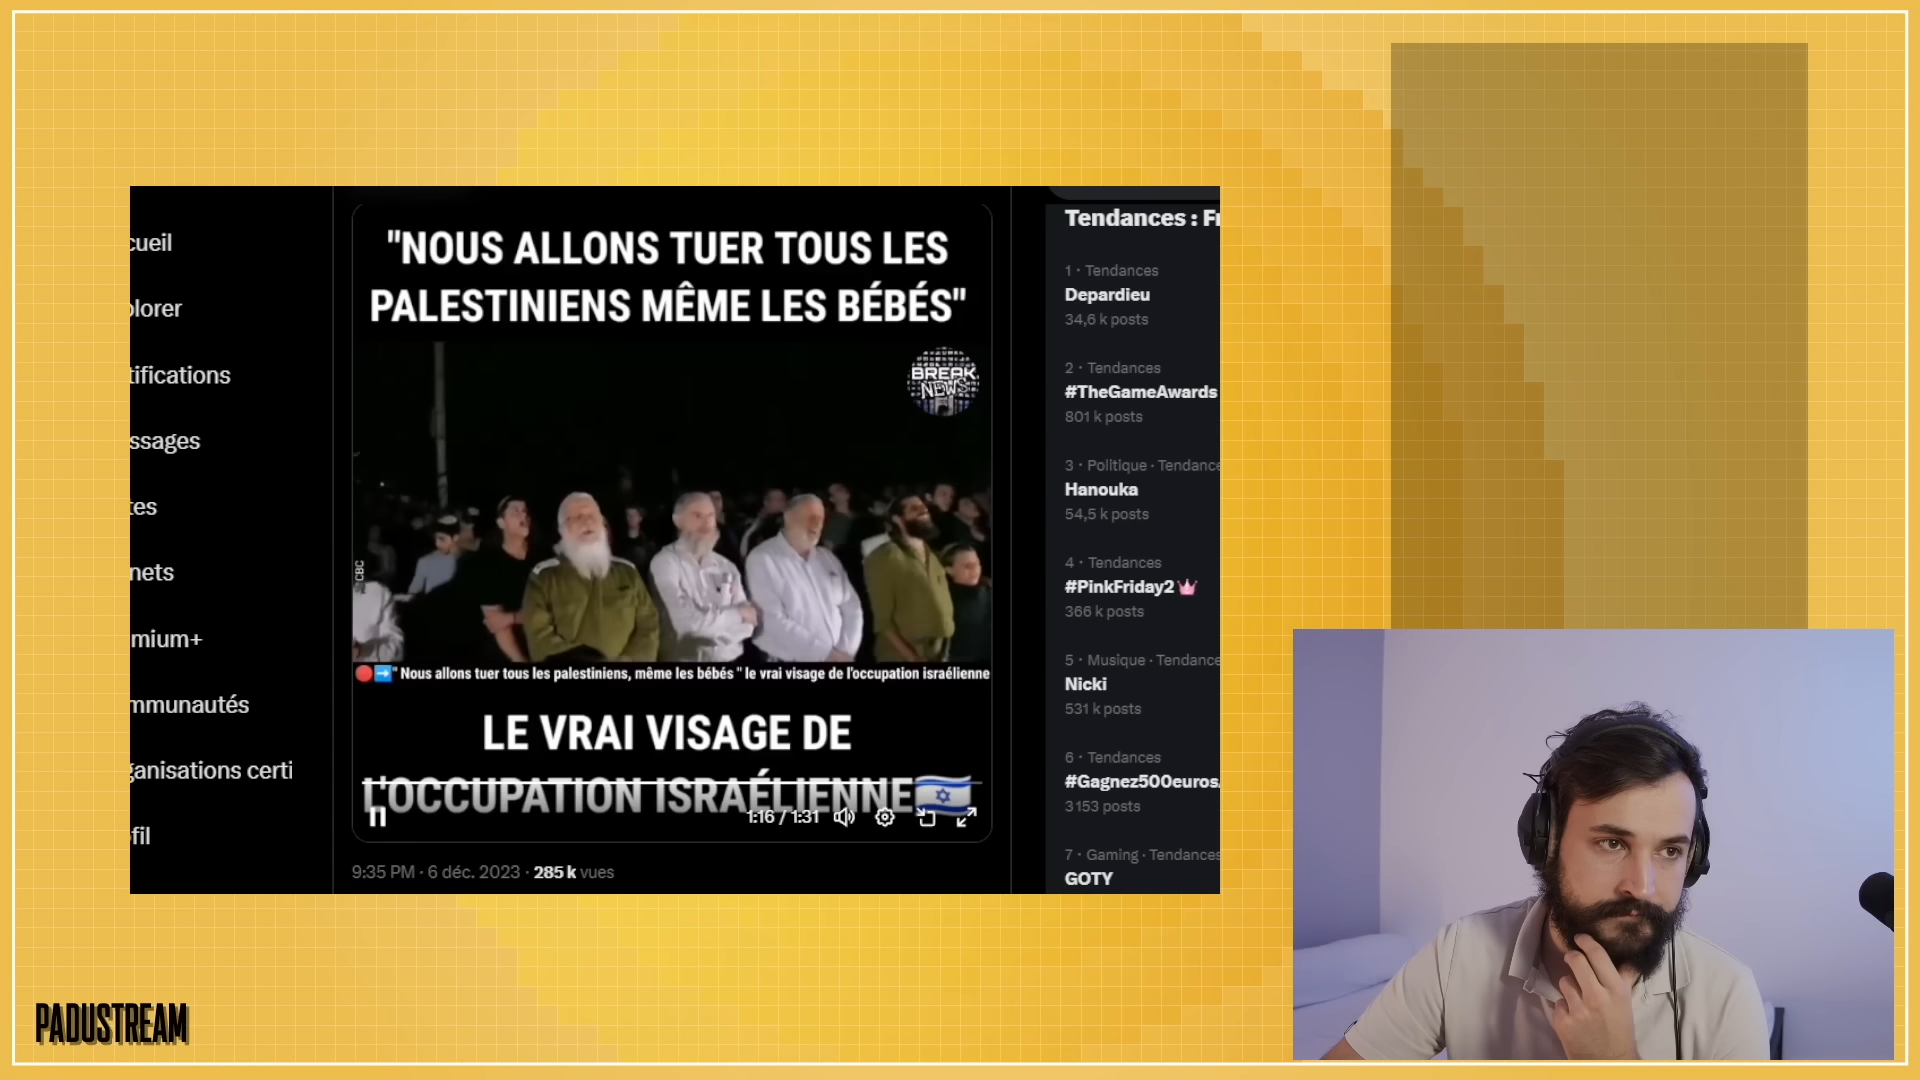 cueil
plorer
tifications
ssages
tes
nets
mium+
mmunautés
ganisations certi
fil
"NOUS ALLONS TUER TOUS LES
PALESTINIENS MÊME LES BÉBÉS"
BREAK
NEWS
CBC
" Nous allons tuer tous les palestiniens, même les bébés " le vrai visage de l'occupation israélienne
LE VRAI VISAGE DE
L'OCCUPATION ISRAÉLIENNE
1:16 / 1:31
9:35 PM · 6 déc. 2023 · 285 k vues
Tendances : Fr
1 · Tendances
Depardieu
34,6 k posts
2 · Tendances
#TheGameAwards
801 k posts
3 · Politique · Tendance
Hanouka
54,5 k posts
4 · Tendances
#PinkFriday2
366 k posts
5 · Musique · Tendance
Nicki
531 k posts
6 · Tendances
#Gagnez500euros
3 153 posts
7 · Gaming · Tendances
GOTY
PADUSTREAM